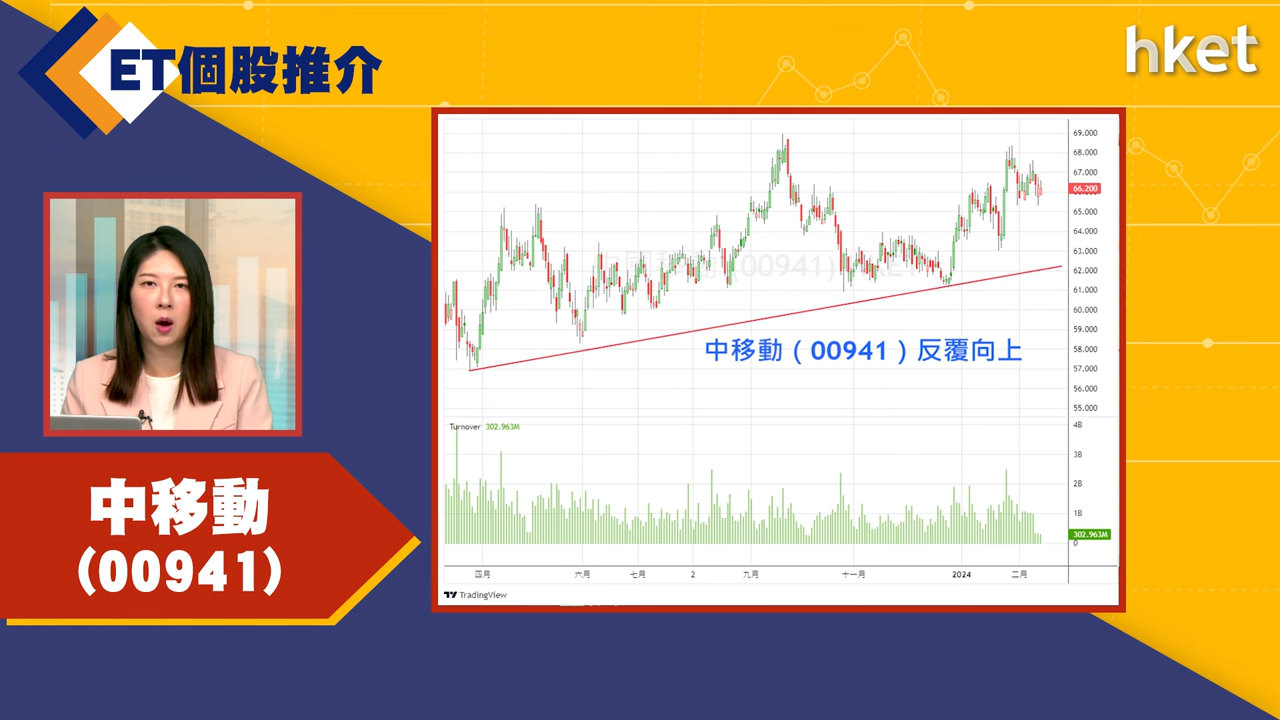 ET個股推介
hket
中移動
(00941)
69.000
68.000
67.000
66.200
65.000
64.000
63.000
62.000
61.000
60.000
59.000
58.000
57.000
56.000
55.000
(00941)
中移動(00941)反覆向上
Turnover 302.963M
4B
3B
2B
1B
302.963M
0
四月 六月 七月 2 九月 十一月 2024 二月
TradingView